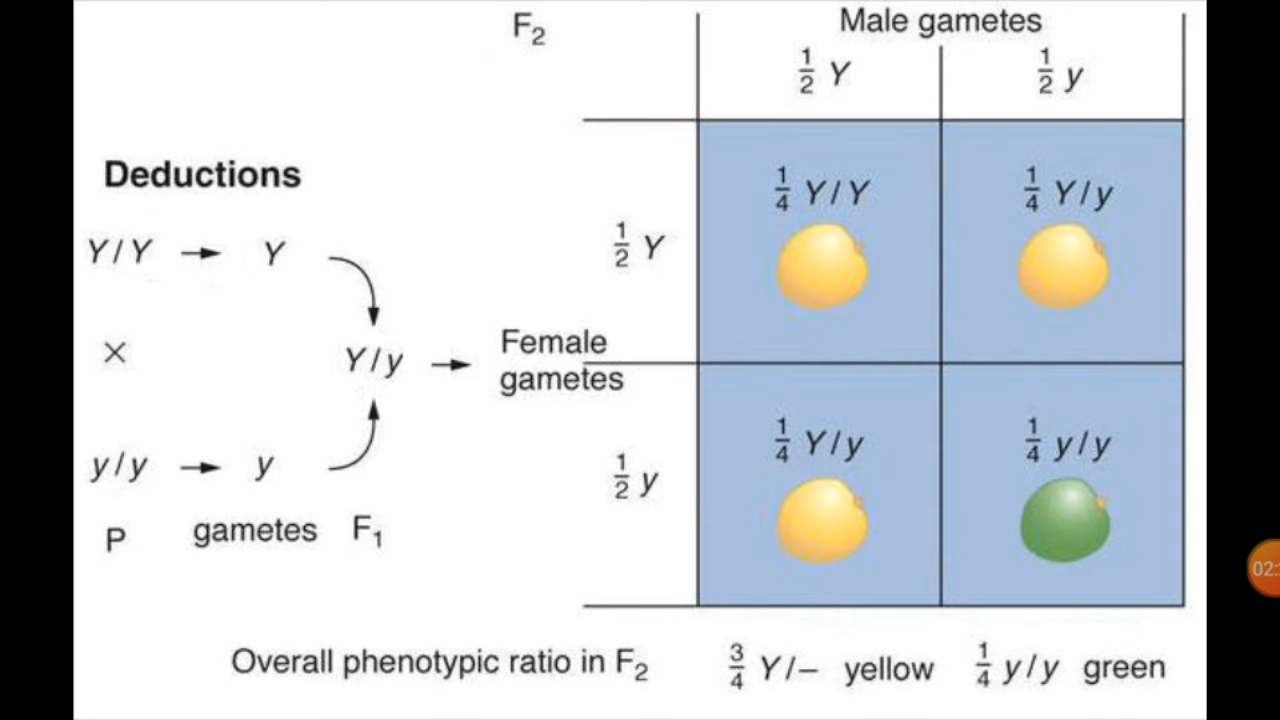 F₂
Male gametes
1/2 Y
1/2 y
Deductions
Y/Y → Y
×
Y/y →
y/y → y
P
gametes
F₁
Female
gametes
1/2 Y
1/4 Y/Y
1/4 Y/y
1/2 y
1/4 Y/y
1/4 y/y
Overall phenotypic ratio in F₂
3/4 Y/– yellow
1/4 y/y green